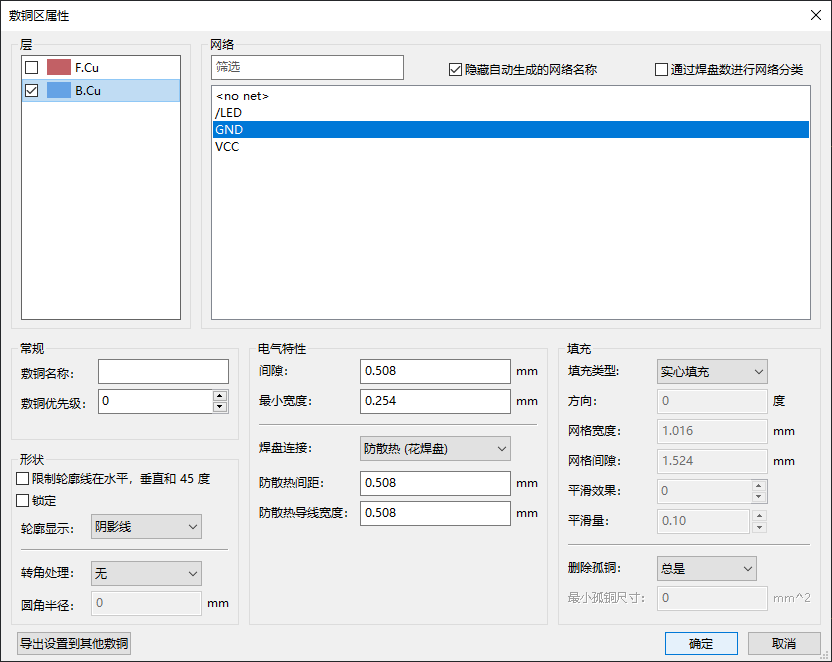 敷铜区属性
层
F.Cu
B.Cu
网络
筛选
隐藏自动生成的网络名称
通过焊盘数进行网络分类
<no net>
/LED
GND
VCC
常规
敷铜名称:
敷铜优先级: 0
形状
限制轮廓线在水平，垂直和 45 度
锁定
轮廓显示: 阴影线
转角处理: 无
圆角半径: 0 mm
电气特性
间隙: 0.508 mm
最小宽度: 0.254 mm
焊盘连接: 防散热 (花焊盘)
防散热间距: 0.508 mm
防散热导线宽度: 0.508 mm
填充
填充类型: 实心填充
方向: 0 度
网格宽度: 1.016 mm
网格间隙: 1.524 mm
平滑效果: 0
平滑量: 0.10
删除孤铜: 总是
最小孤铜尺寸: 0 mm^2
导出设置到其他敷铜
确定
取消